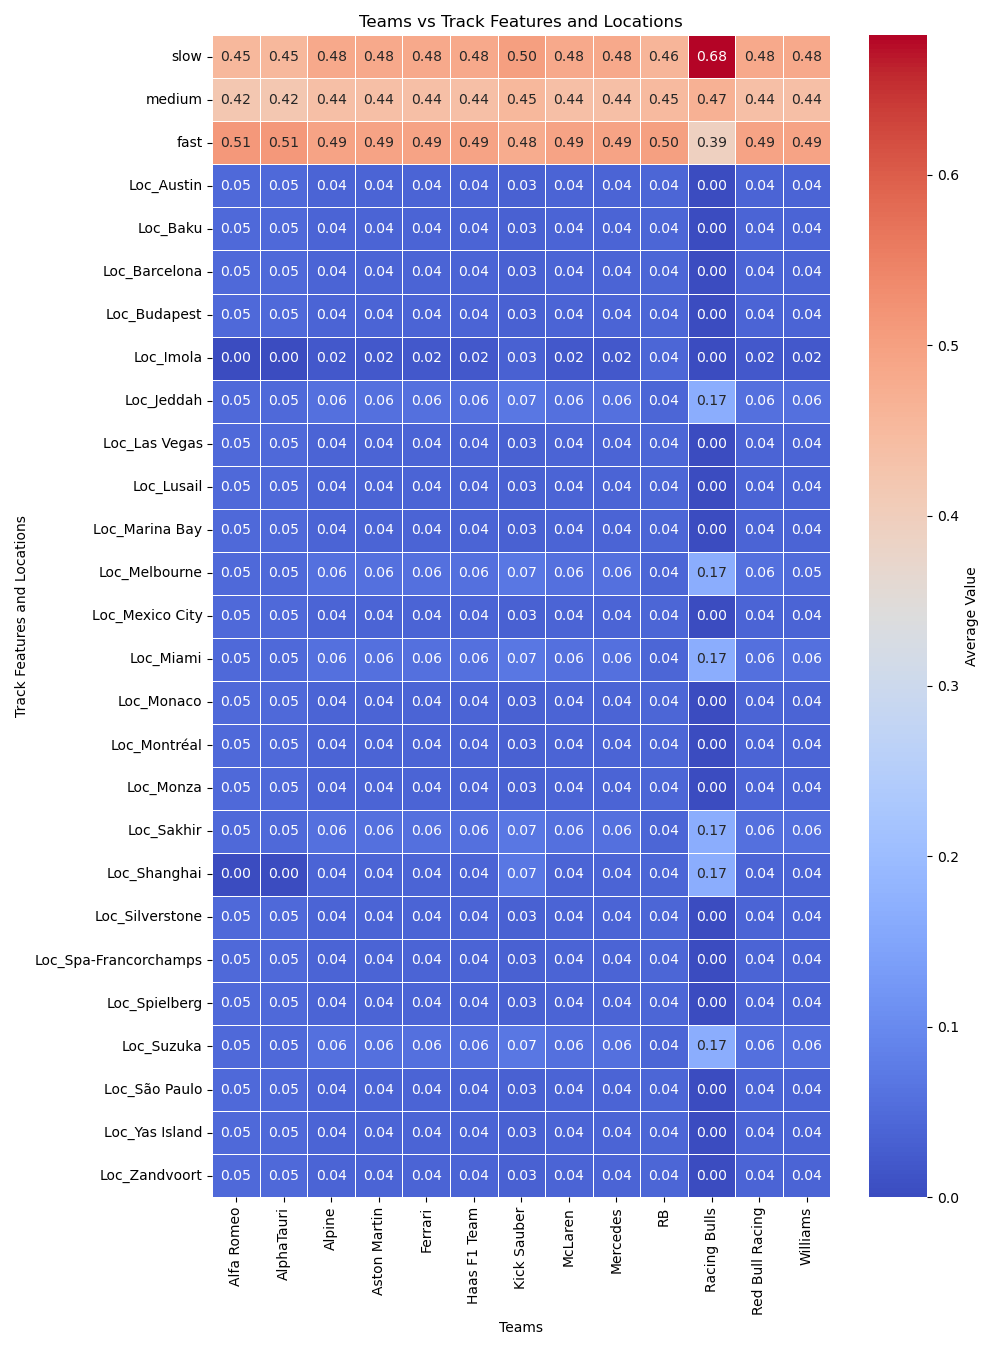 Teams vs Track Features and Locations
slow 0.45 0.45 0.48 0.48 0.48 0.48 0.50 0.48 0.48 0.46 0.68 0.48 0.48
medium 0.42 0.42 0.44 0.44 0.44 0.44 0.45 0.44 0.44 0.45 0.47 0.44 0.44
fast 0.51 0.51 0.49 0.49 0.49 0.49 0.48 0.49 0.49 0.50 0.39 0.49 0.49
Loc_Austin 0.05 0.05 0.04 0.04 0.04 0.04 0.03 0.04 0.04 0.04 0.00 0.04 0.04
Loc_Baku 0.05 0.05 0.04 0.04 0.04 0.04 0.03 0.04 0.04 0.04 0.00 0.04 0.04
Loc_Barcelona 0.05 0.05 0.04 0.04 0.04 0.04 0.03 0.04 0.04 0.04 0.00 0.04 0.04
Loc_Budapest 0.05 0.05 0.04 0.04 0.04 0.04 0.03 0.04 0.04 0.04 0.00 0.04 0.04
Loc_Imola 0.00 0.00 0.02 0.02 0.02 0.02 0.03 0.02 0.02 0.04 0.00 0.02 0.02
Loc_Jeddah 0.05 0.05 0.06 0.06 0.06 0.06 0.07 0.06 0.06 0.04 0.17 0.06 0.06
Loc_Las Vegas 0.05 0.05 0.04 0.04 0.04 0.04 0.03 0.04 0.04 0.04 0.00 0.04 0.04
Loc_Lusail 0.05 0.05 0.04 0.04 0.04 0.04 0.03 0.04 0.04 0.04 0.00 0.04 0.04
Loc_Marina Bay 0.05 0.05 0.04 0.04 0.04 0.04 0.03 0.04 0.04 0.04 0.00 0.04 0.04
Loc_Melbourne 0.05 0.05 0.06 0.06 0.06 0.06 0.07 0.06 0.06 0.04 0.17 0.06 0.05
Loc_Mexico City 0.05 0.05 0.04 0.04 0.04 0.04 0.03 0.04 0.04 0.04 0.00 0.04 0.04
Loc_Miami 0.05 0.05 0.06 0.06 0.06 0.06 0.07 0.06 0.06 0.04 0.17 0.06 0.06
Loc_Monaco 0.05 0.05 0.04 0.04 0.04 0.04 0.03 0.04 0.04 0.04 0.00 0.04 0.04
Loc_Montréal 0.05 0.05 0.04 0.04 0.04 0.04 0.03 0.04 0.04 0.04 0.00 0.04 0.04
Loc_Monza 0.05 0.05 0.04 0.04 0.04 0.04 0.03 0.04 0.04 0.04 0.00 0.04 0.04
Loc_Sakhir 0.05 0.05 0.06 0.06 0.06 0.06 0.07 0.06 0.06 0.04 0.17 0.06 0.06
Loc_Shanghai 0.00 0.00 0.04 0.04 0.04 0.04 0.07 0.04 0.04 0.04 0.17 0.04 0.04
Loc_Silverstone 0.05 0.05 0.04 0.04 0.04 0.04 0.03 0.04 0.04 0.04 0.00 0.04 0.04
Loc_Spa-Francorchamps 0.05 0.05 0.04 0.04 0.04 0.04 0.03 0.04 0.04 0.04 0.00 0.04 0.04
Loc_Spielberg 0.05 0.05 0.04 0.04 0.04 0.04 0.03 0.04 0.04 0.04 0.00 0.04 0.04
Loc_Suzuka 0.05 0.05 0.06 0.06 0.06 0.06 0.07 0.06 0.06 0.04 0.17 0.06 0.06
Loc_São Paulo 0.05 0.05 0.04 0.04 0.04 0.04 0.03 0.04 0.04 0.04 0.00 0.04 0.04
Loc_Yas Island 0.05 0.05 0.04 0.04 0.04 0.04 0.03 0.04 0.04 0.04 0.00 0.04 0.04
Loc_Zandvoort 0.05 0.05 0.04 0.04 0.04 0.04 0.03 0.04 0.04 0.04 0.00 0.04 0.04
Track Features and Locations
Alfa Romeo
AlphaTauri
Alpine
Aston Martin
Ferrari
Haas F1 Team
Kick Sauber
McLaren
Mercedes
RB
Racing Bulls
Red Bull Racing
Williams
Teams
0.6
0.5
0.4
0.3
0.2
0.1
0.0
Average Value